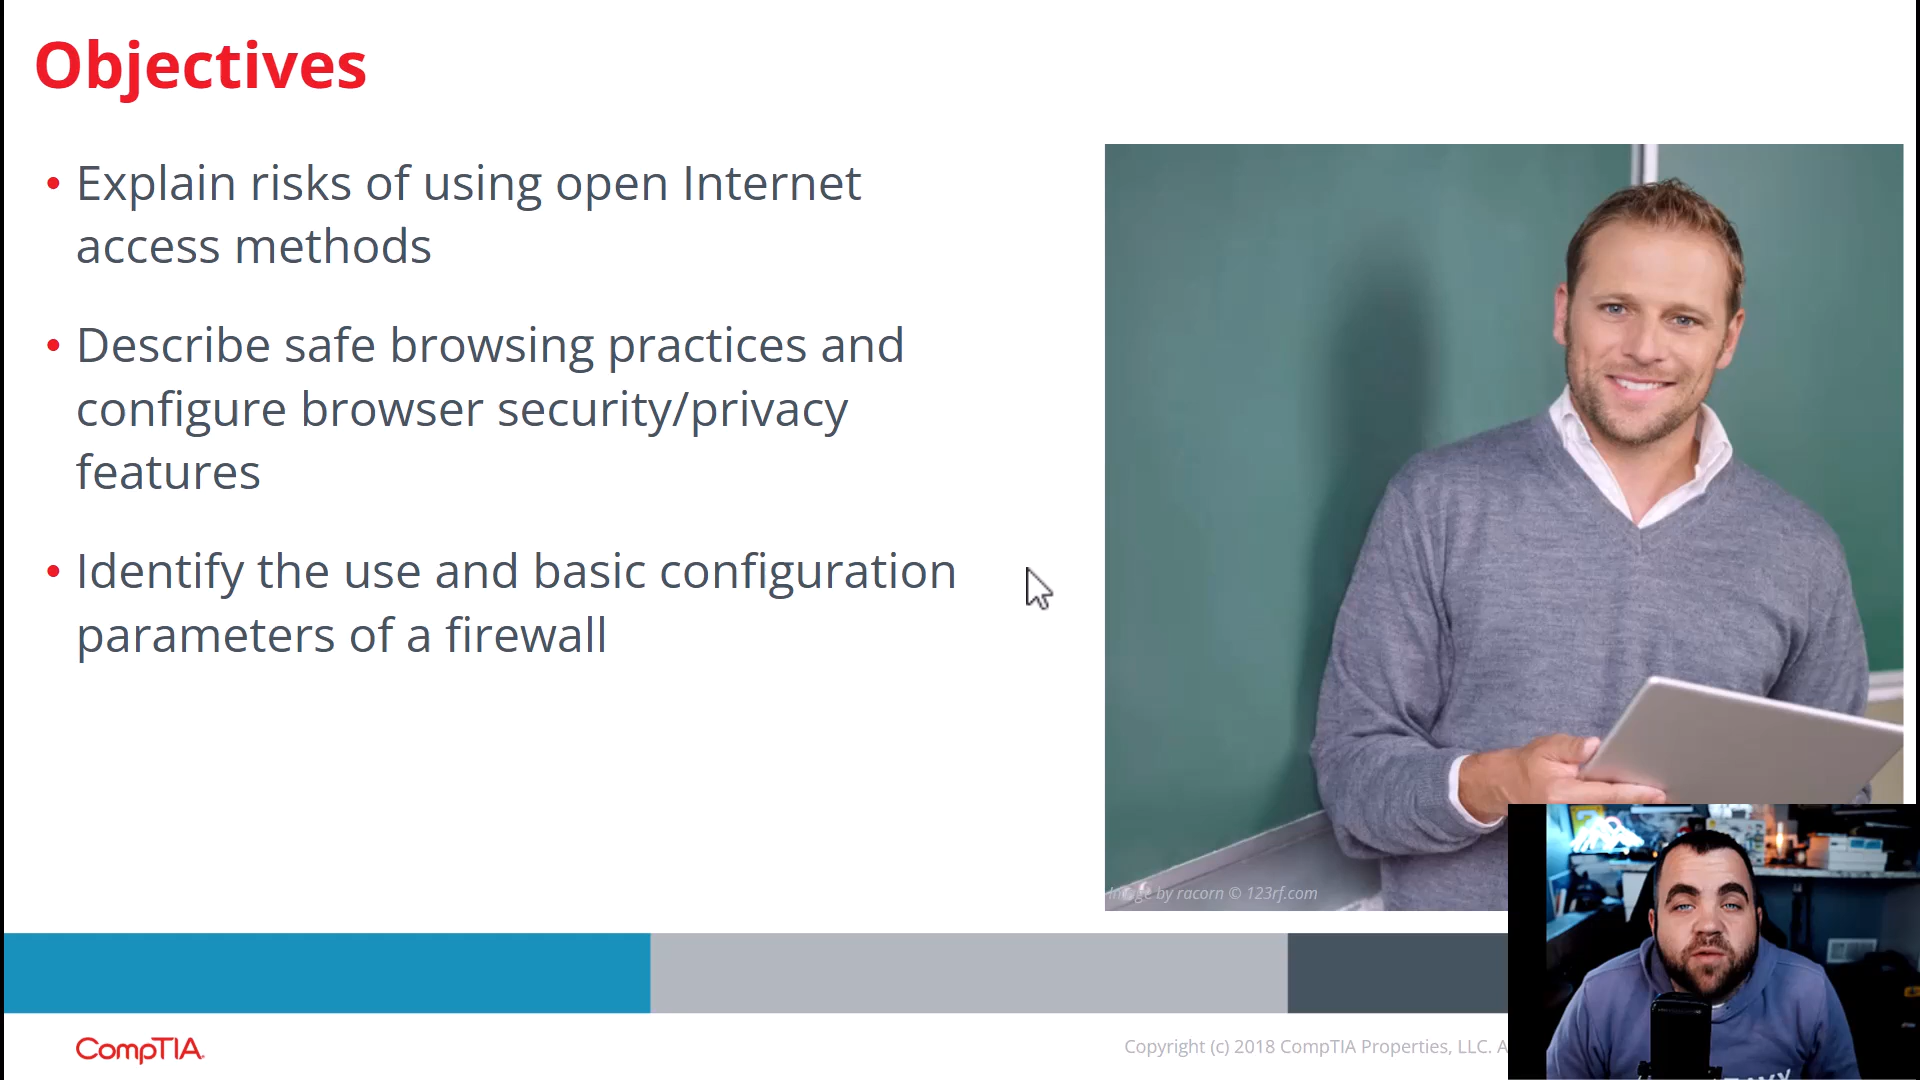 Objectives
• Explain risks of using open Internet
access methods
• Describe safe browsing practices and
configure browser security/privacy
features
• Identify the use and basic configuration
parameters of a firewall
Image by racorn © 123rf.com
CompTIA.
Copyright (c) 2018 CompTIA Properties, LLC. A